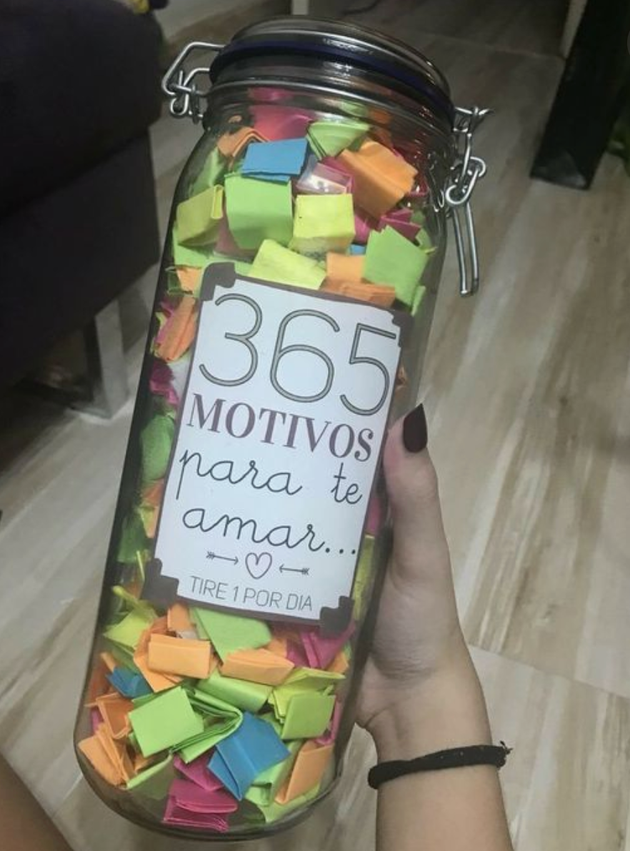 365
MOTIVOS
para te
amar...
TIRE 1 POR DIA